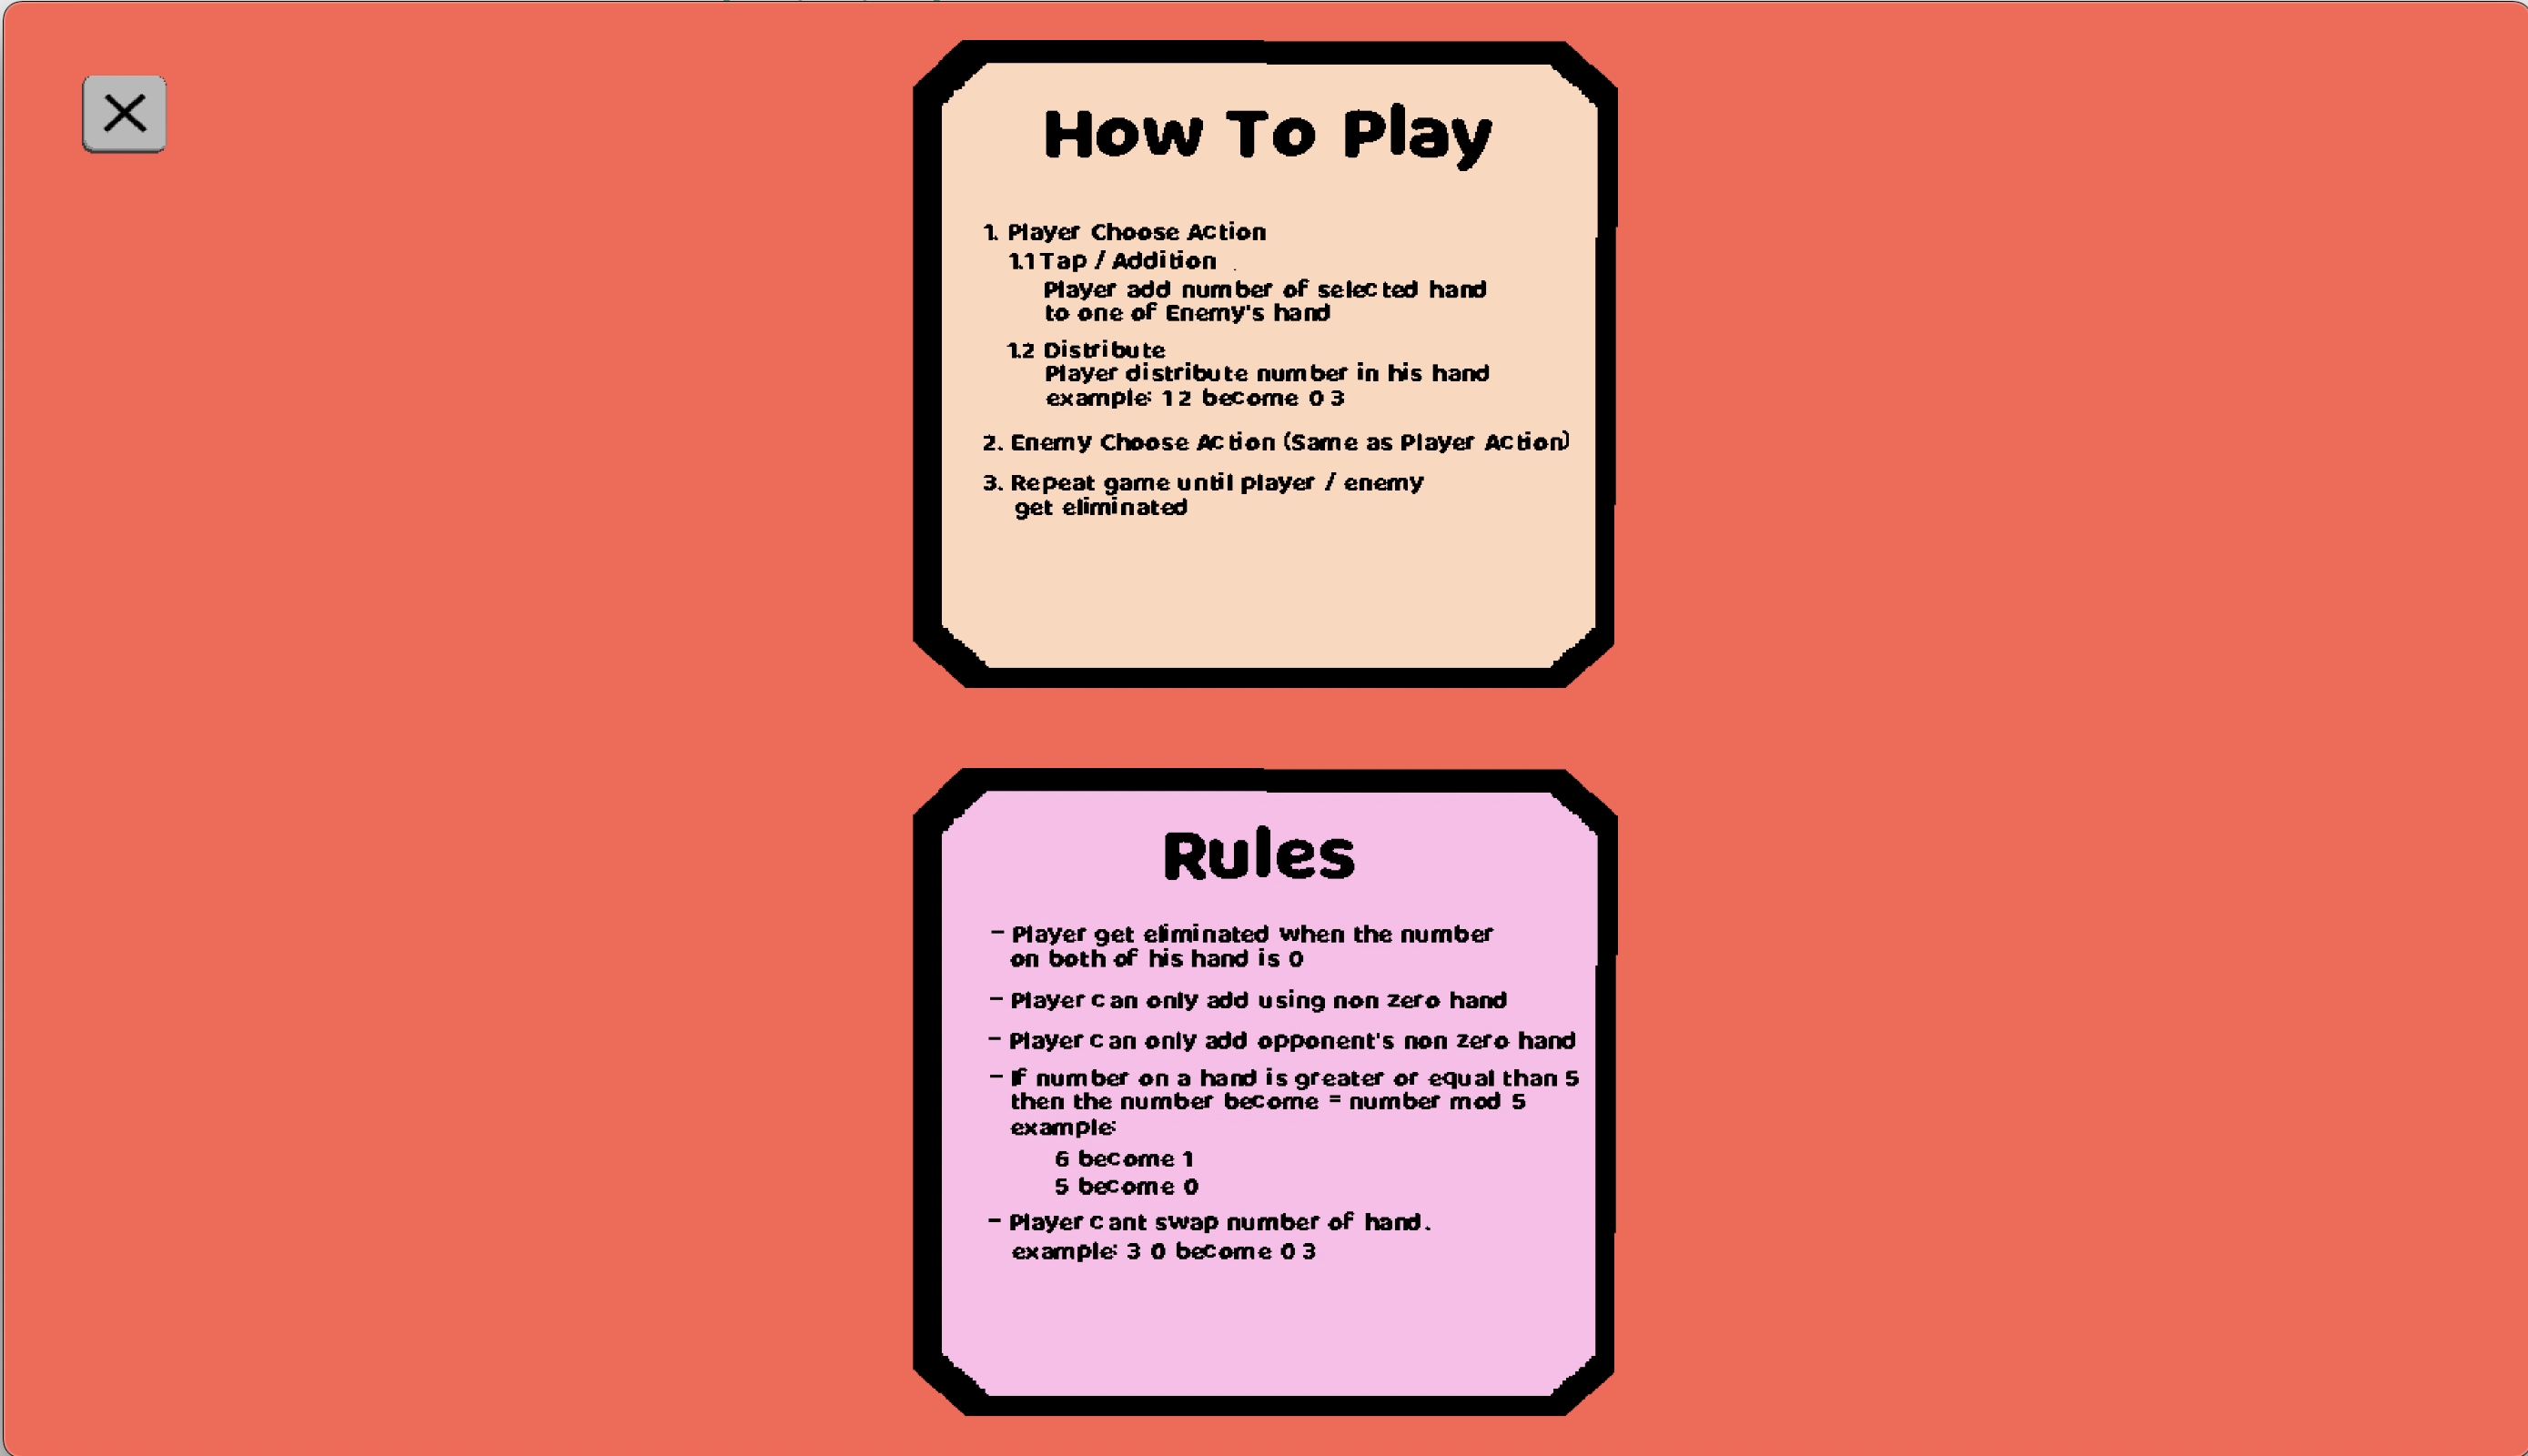 How To Play
1. Player Choose Action
1.1 Tap / Addition
Player add number of selected hand
to one of Enemy's hand
1.2 Distribute
Player distribute number in his hand
example: 1 2 become 0 3
2. Enemy Choose Action (Same as Player Action)
3. Repeat game until player / enemy
get eliminated
Rules
- Player get eliminated when the number
on both of his hand is 0
- Player can only add using non zero hand
- Player can only add opponent's non zero hand
- If number on a hand is greater or equal than 5
then the number become = number mod 5
example:
6 become 1
5 become 0
- Player cant swap number of hand.
example: 3 0 become 0 3